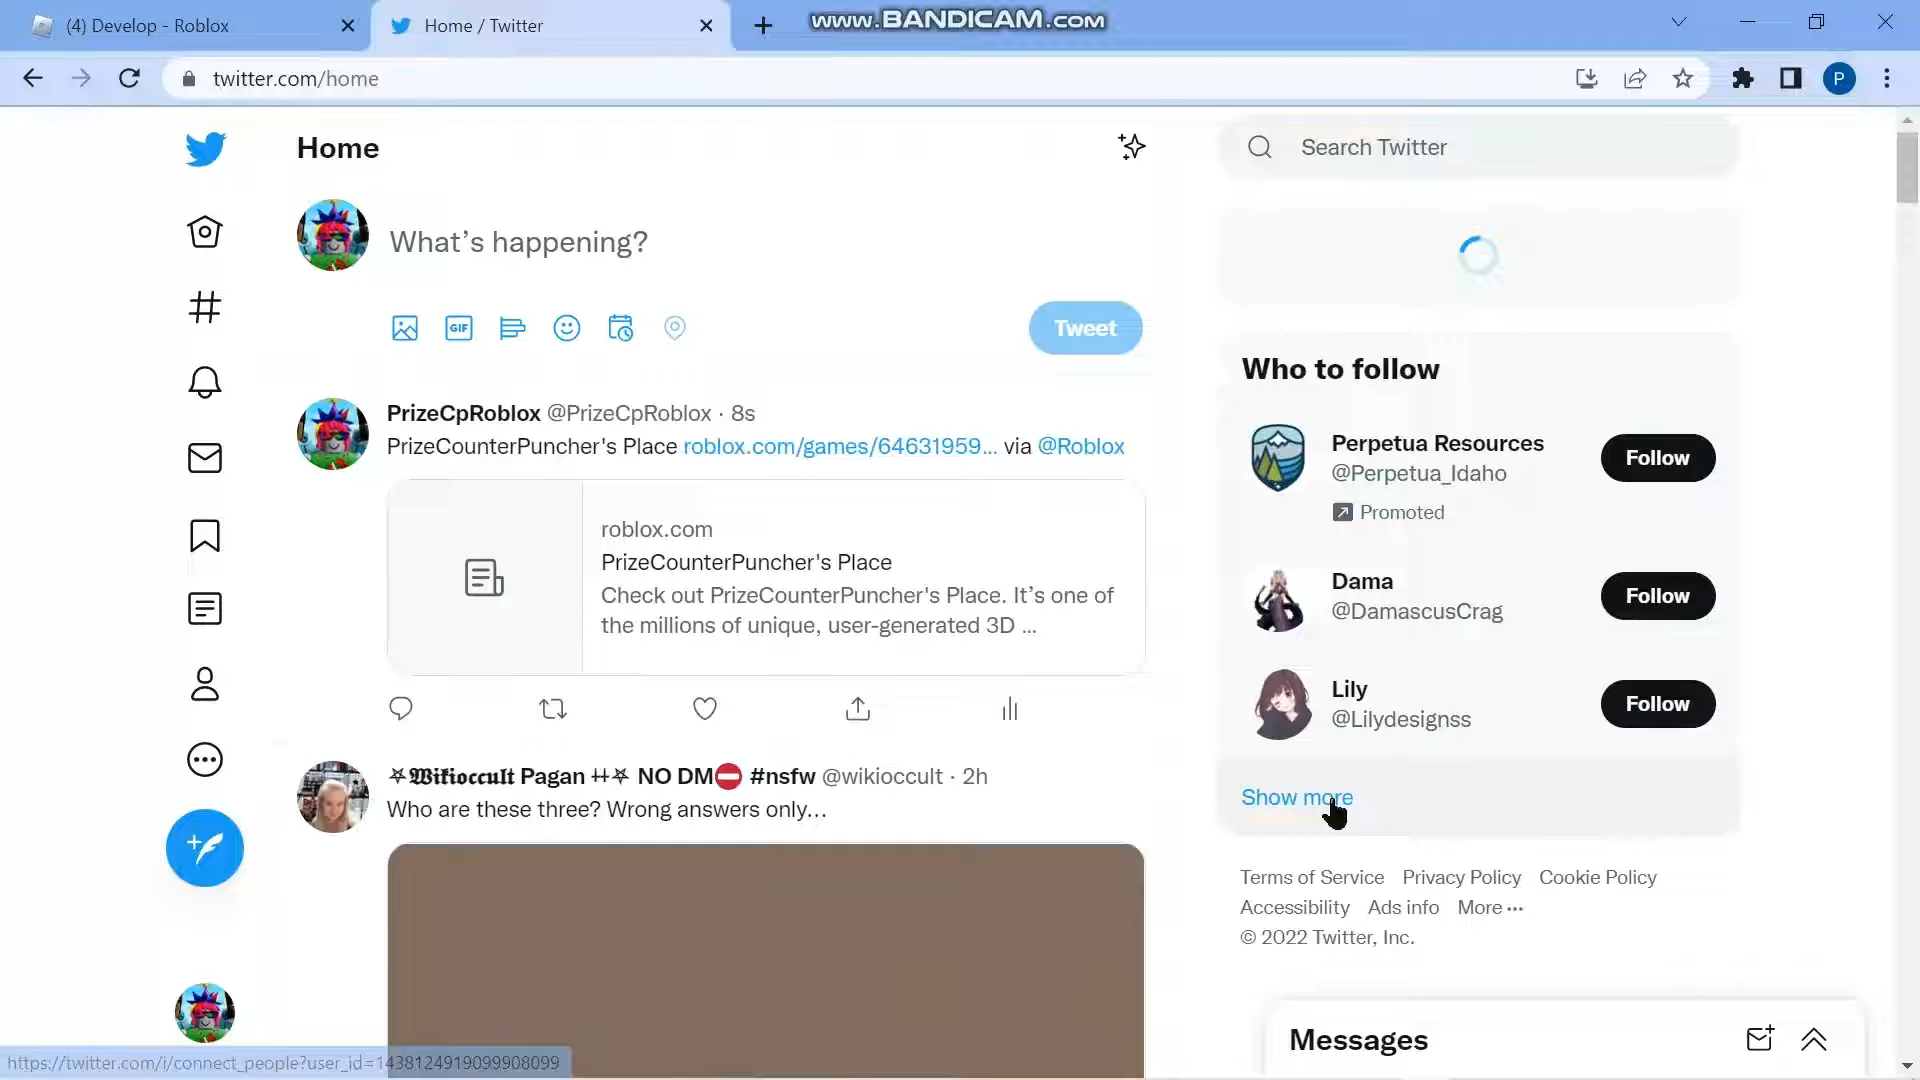 (4) Develop - Roblox
Home / Twitter
www.BANDICAM.com
twitter.com/home
P
Home
Search Twitter
What's happening?
GIF
Tweet
Who to follow
PrizeCpRoblox @PrizeCpRoblox · 8s
PrizeCounterPuncher's Place roblox.com/games/64631959... via @Roblox
Perpetua Resources
@Perpetua_Idaho
Follow
Promoted
roblox.com
PrizeCounterPuncher's Place
Check out PrizeCounterPuncher's Place. It's one of
the millions of unique, user-generated 3D ...
Dama
@DamascusCrag
Follow
Lily
@Lilydesignss
Follow
⛧𝖂𝖎𝖐𝖎𝖔𝖈𝖈𝖚𝖑𝖙 Pagan ⸸⛧ NO DM⛔ #nsfw @wikioccult · 2h
Who are these three? Wrong answers only...
Show more
Terms of Service Privacy Policy Cookie Policy
Accessibility Ads info More ···
© 2022 Twitter, Inc.
Messages
https://twitter.com/i/connect_people?user_id=1438124919099908099